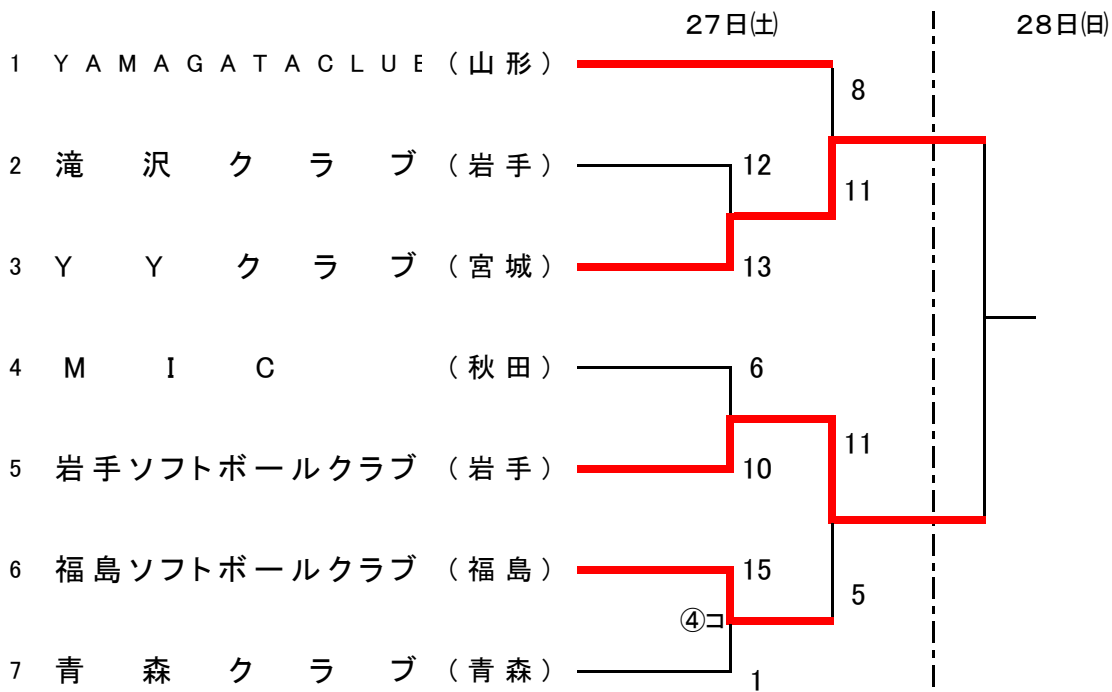 27日㈯ 28日㈰
1 YAMAGATACLUB (山形)
8
2 滝沢クラブ (岩手) 12
11
3 YYクラブ (宮城) 13
4 MIC (秋田) 6
11
5 岩手ソフトボールクラブ (岩手) 10
6 福島ソフトボールクラブ (福島) 15
5
④コ
7 青森クラブ (青森) 1